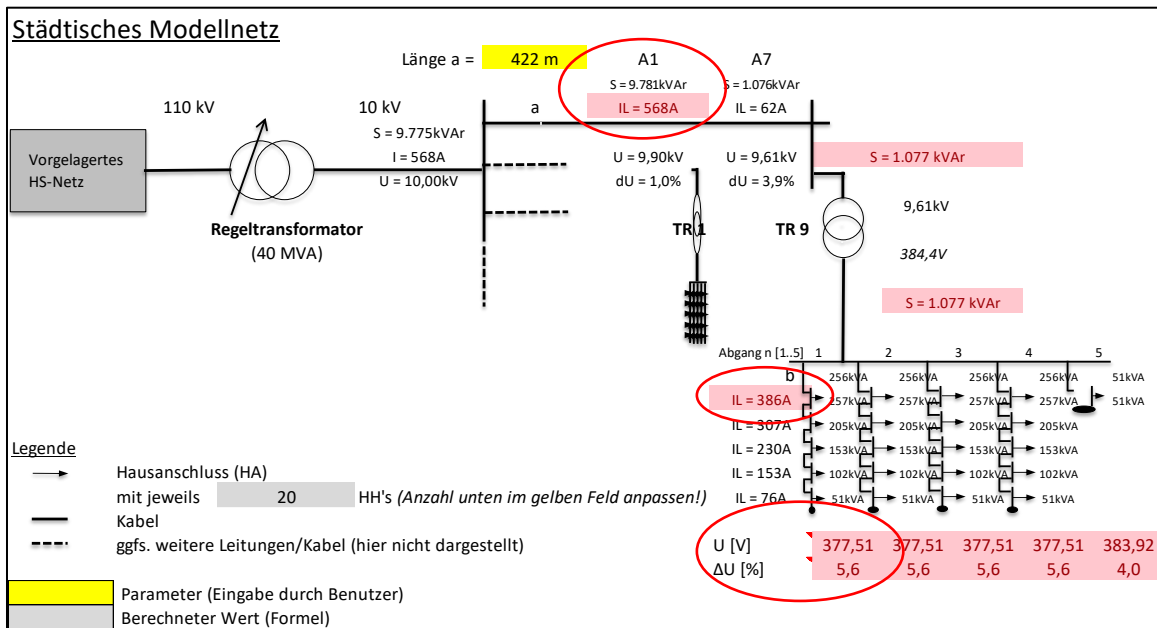 Städtisches Modellnetz
Länge a = 422 m A1 A7
S = 9.781kVAr S = 1.076kVAr
110 kV 10 kV a IL = 568A IL = 62A
S = 9.775kVAr
Vorgelagertes HS-Netz
I = 568A
U = 10,00kV
U = 9,90kV U = 9,61kV S = 1.077 kVAr
dU = 1,0% dU = 3,9%
9,61kV
Regeltransformator TR 1 TR 9
(40 MVA) 384,4V
S = 1.077 kVAr
Abgang n [1..5] 1 2 3 4 5
b 256kVA 256kVA 256kVA 256kVA 51kVA
IL = 386A 257kVA 257kVA 257kVA 257kVA 51kVA
IL = 307A 205kVA 205kVA 205kVA 205kVA
IL = 230A 153kVA 153kVA 153kVA 153kVA
IL = 153A 102kVA 102kVA 102kVA 102kVA
IL = 76A 51kVA 51kVA 51kVA 51kVA
U [V] 377,51 377,51 377,51 377,51 383,92
ΔU [%] 5,6 5,6 5,6 5,6 4,0
Legende
Hausanschluss (HA)
mit jeweils 20 HH's (Anzahl unten im gelben Feld anpassen!)
Kabel
ggfs. weitere Leitungen/Kabel (hier nicht dargestellt)
Parameter (Eingabe durch Benutzer)
Berechneter Wert (Formel)